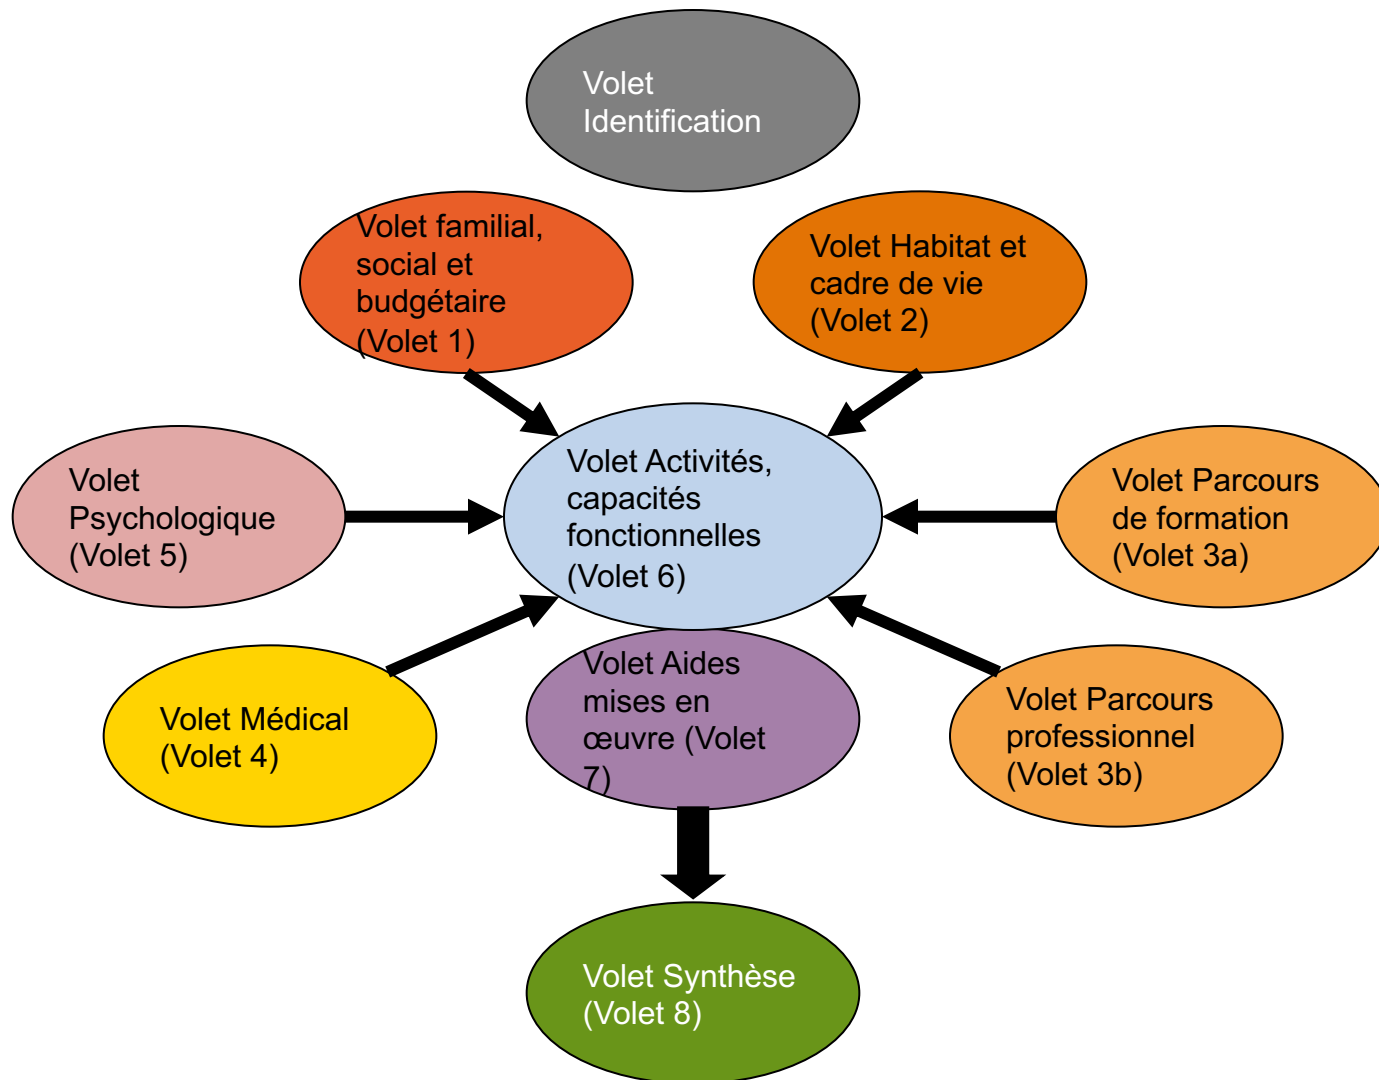 Volet
Identification
Volet familial,
social et
budgétaire
(Volet 1)
Volet Habitat et
cadre de vie
(Volet 2)
Volet
Psychologique
(Volet 5)
Volet Activités,
capacités
fonctionnelles
(Volet 6)
Volet Parcours
de formation
(Volet 3a)
Volet Médical
(Volet 4)
Volet Aides
mises en
œuvre (Volet
7)
Volet Parcours
professionnel
(Volet 3b)
Volet Synthèse
(Volet 8)